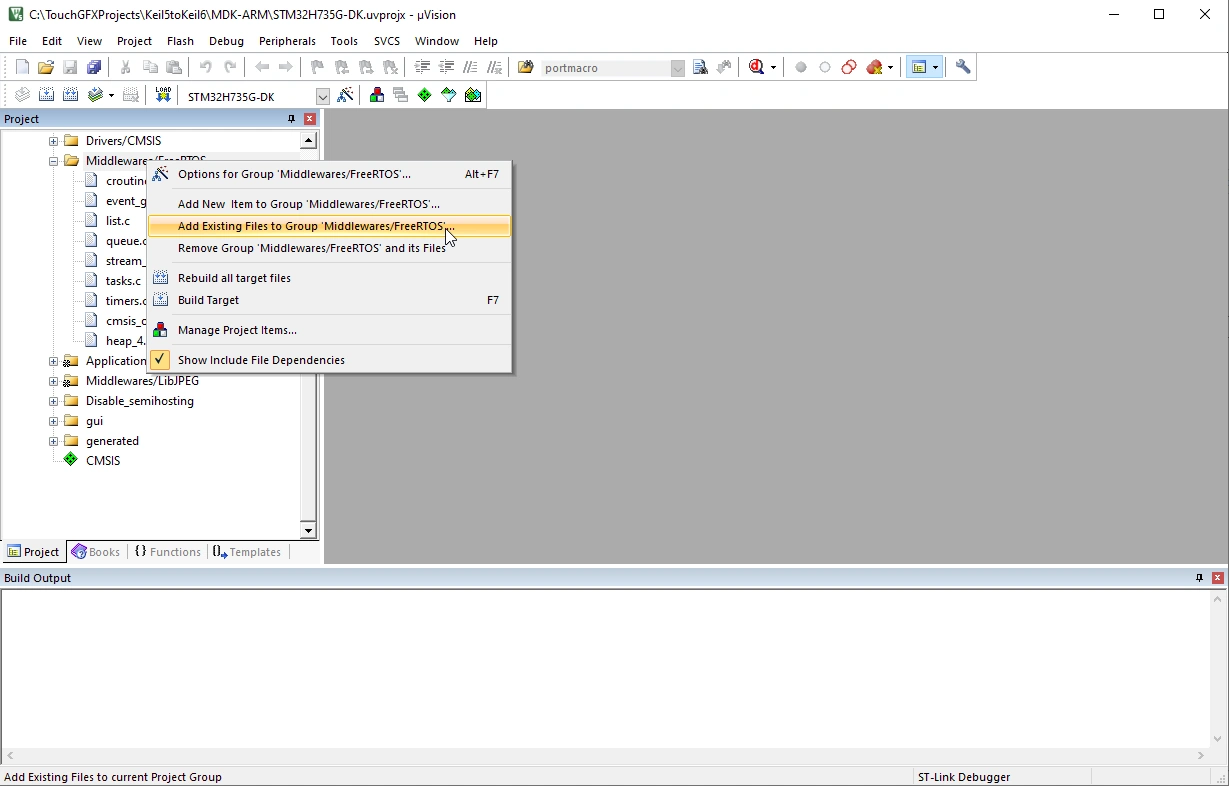 C:\TouchGFXProjects\Keil5toKeil6\MDK-ARM\STM32H735G-DK.uvprojx - µVision
File Edit View Project Flash Debug Peripherals Tools SVCS Window Help
portmacro
LOAD STM32H735G-DK
Project
Drivers/CMSIS
Middlewares/FreeRTOS
croutin
event_g
list.c
queue.c
stream_
tasks.c
timers.c
cmsis_
heap_4.
Application
Middlewares/LibJPEG
Disable_semihosting
gui
generated
CMSIS
Options for Group 'Middlewares/FreeRTOS'... Alt+F7
Add New Item to Group 'Middlewares/FreeRTOS'...
Add Existing Files to Group 'Middlewares/FreeRTOS'...
Remove Group 'Middlewares/FreeRTOS' and its Files
Rebuild all target files
Build Target F7
Manage Project Items...
Show Include File Dependencies
Project Books {} Functions Templates
Build Output
Add Existing Files to current Project Group ST-Link Debugger